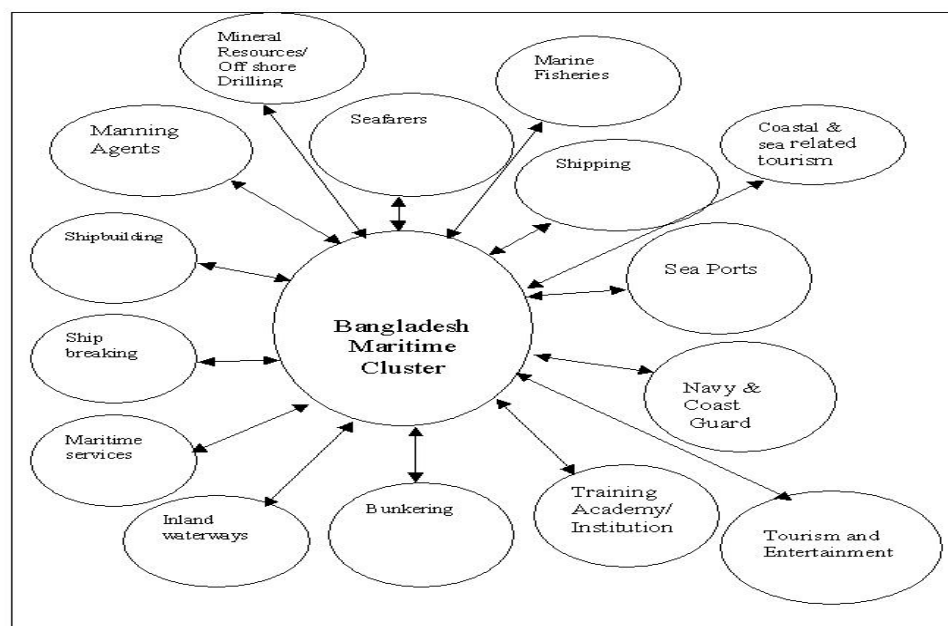 Mineral
Resources/
Off shore
Drilling
Marine
Fisheries
Seafarers
Coastal &
sea related
tourism
Manning
Agents
Shipping
Shipbuilding
Sea Ports
Bangladesh
Maritime
Cluster
Ship
breaking
Navy &
Coast
Guard
Maritime
services
Training
Academy/
Institution
Bunkering
Inland
waterways
Tourism and
Entertainment